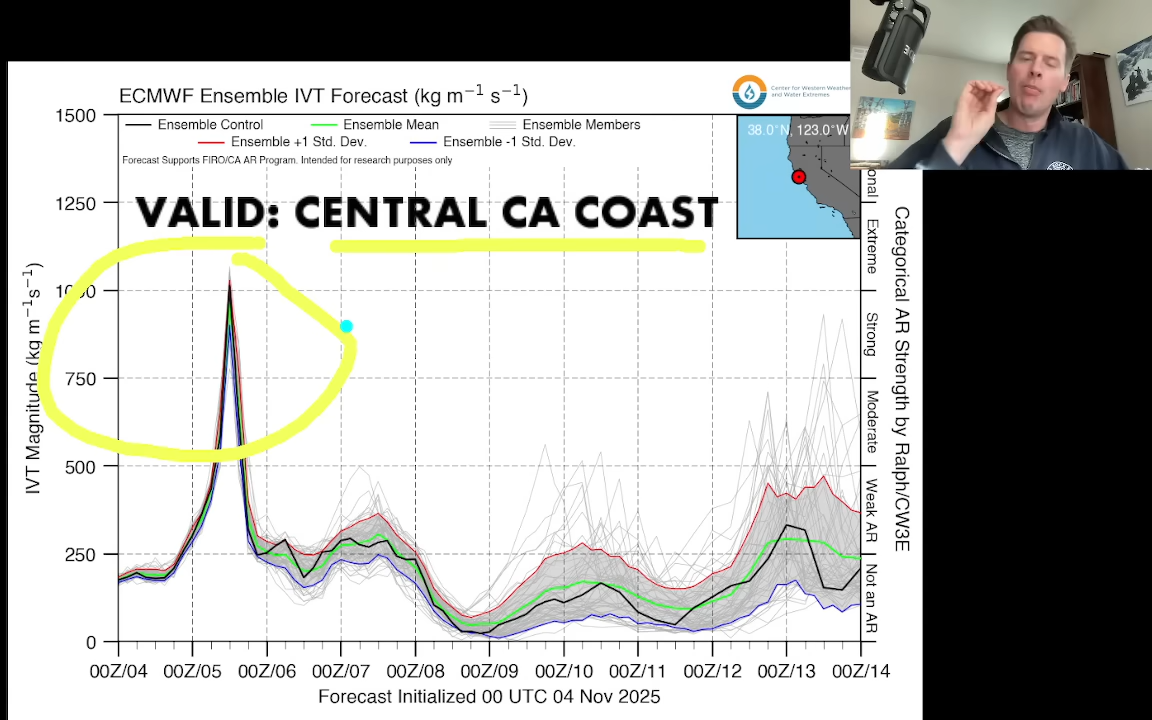 ECMWF Ensemble IVT Forecast (kg m−1 s−1)
Center for Western Weather
and Water Extremes
Ensemble Control
Ensemble Mean
Ensemble Members
Ensemble +1 Std. Dev.
Ensemble -1 Std. Dev.
Forecast Supports FIRO/CA AR Program. Intended for research purposes only
38.0°N, 123.0°W
VALID: CENTRAL CA COAST
1500
1250
1000
750
500
250
0
IVT Magnitude (kg m−1s−1)
Extreme
Strong
Moderate
Weak AR
Not an AR
Categorical AR Strength by Ralph/CW3E
00Z/04 00Z/05 00Z/06 00Z/07 00Z/08 00Z/09 00Z/10 00Z/11 00Z/12 00Z/13 00Z/14
Forecast Initialized 00 UTC 04 Nov 2025